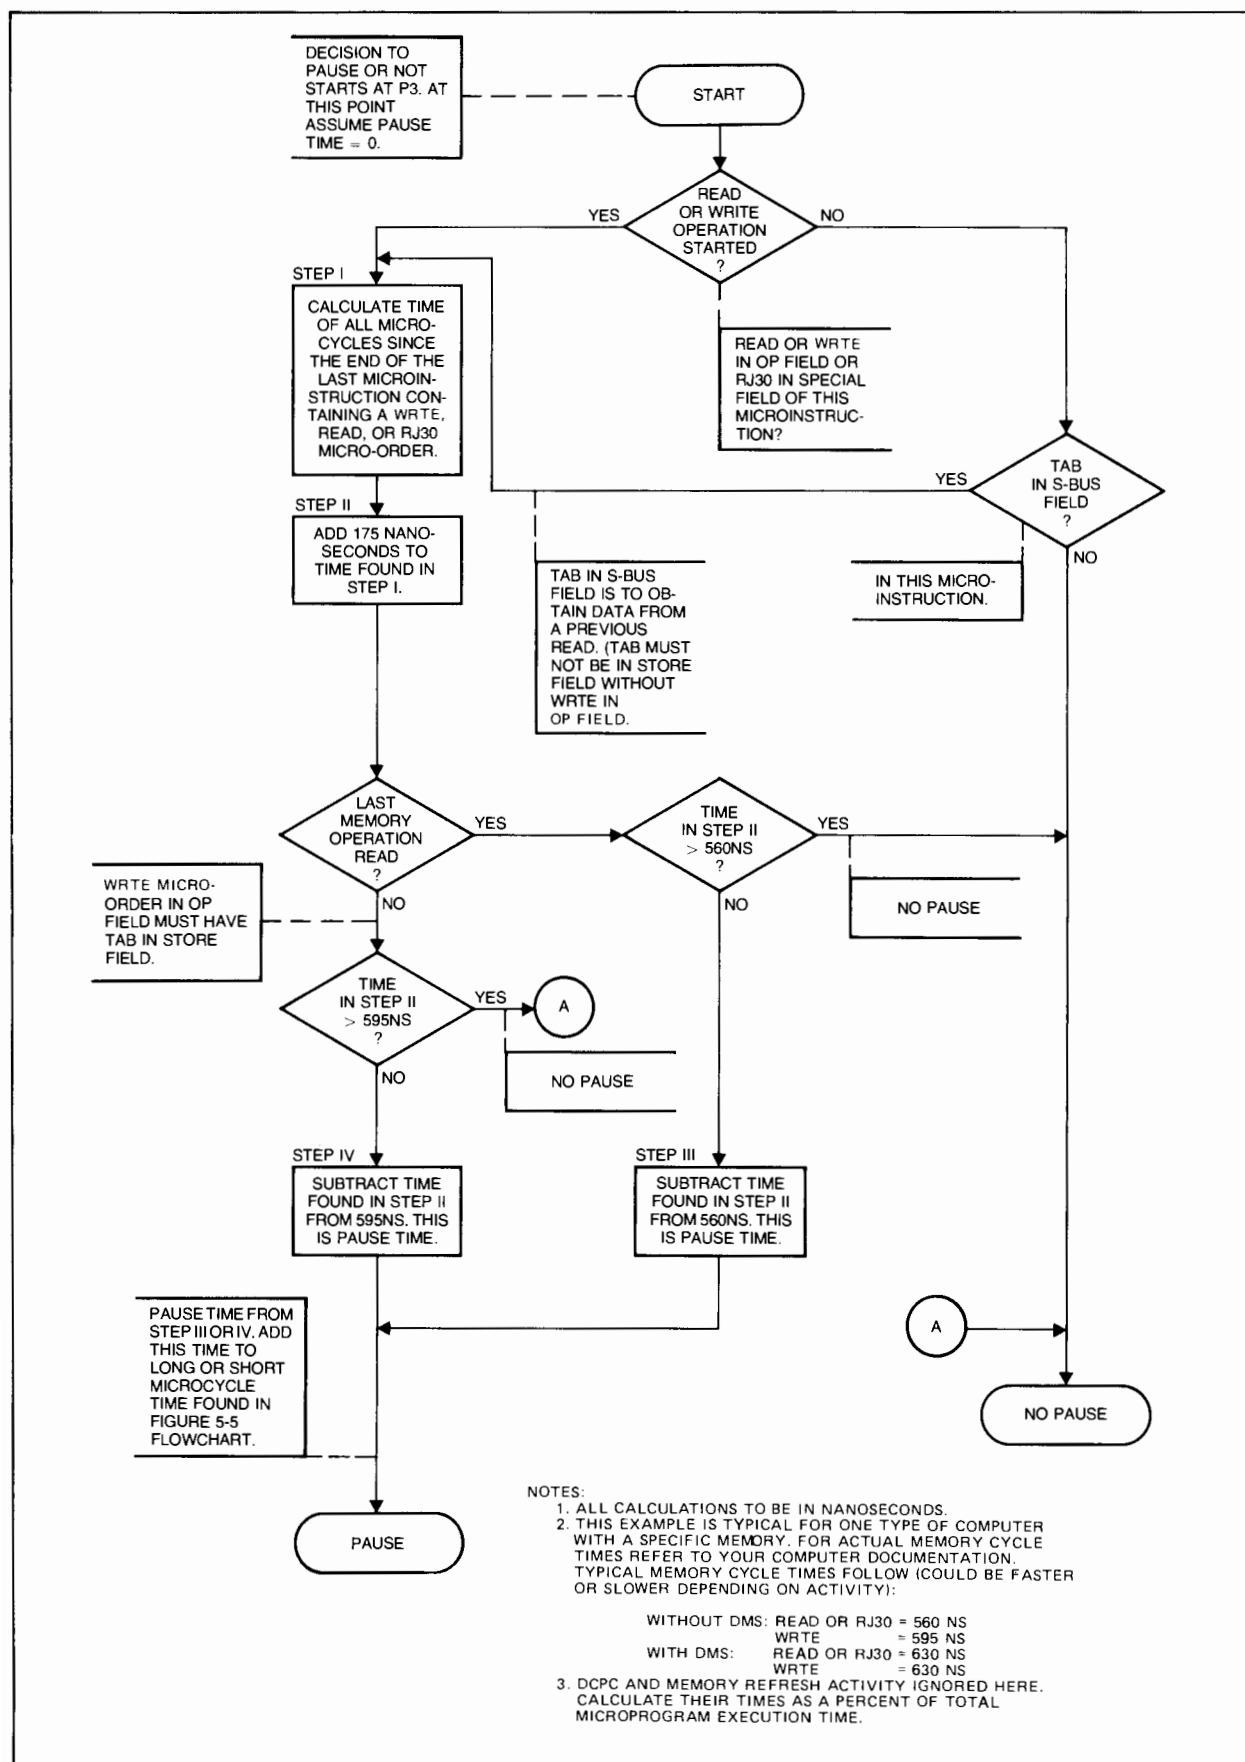 DECISION TO
PAUSE OR NOT
STARTS AT P3. AT
THIS POINT
ASSUME PAUSE
TIME = 0.
START
READ
OR WRITE
OPERATION
STARTED
?
YES
NO
STEP I
CALCULATE TIME
OF ALL MICRO-
CYCLES SINCE
THE END OF THE
LAST MICROIN-
STRUCTION CON-
TAINING A WRTE,
READ, OR RJ30
MICRO-ORDER.
READ OR WRTE
IN OP FIELD OR
RJ30 IN SPECIAL
FIELD OF THIS
MICROINSTRUC-
TION?
YES
TAB
IN S-BUS
FIELD
?
NO
STEP II
ADD 175 NANO-
SECONDS TO
TIME FOUND IN
STEP I.
TAB IN S-BUS
FIELD IS TO OB-
TAIN DATA FROM
A PREVIOUS
READ. (TAB MUST
NOT BE IN STORE
FIELD WITHOUT
WRTE IN
OP FIELD.
IN THIS MICRO-
INSTRUCTION.
LAST
MEMORY
OPERATION
READ
?
YES
NO
TIME
IN STEP II
> 560NS
?
YES
NO
NO PAUSE
WRTE MICRO-
ORDER IN OP
FIELD MUST HAVE
TAB IN STORE
FIELD.
TIME
IN STEP II
> 595NS
?
YES
A
NO PAUSE
NO
STEP IV
SUBTRACT TIME
FOUND IN STEP II
FROM 595NS. THIS
IS PAUSE TIME.
STEP III
SUBTRACT TIME
FOUND IN STEP II
FROM 560NS. THIS
IS PAUSE TIME.
PAUSE TIME FROM
STEP III OR IV. ADD
THIS TIME TO
LONG OR SHORT
MICROCYCLE
TIME FOUND IN
FIGURE 5-5
FLOWCHART.
A
NO PAUSE
PAUSE
NOTES:
1. ALL CALCULATIONS TO BE IN NANOSECONDS.
2. THIS EXAMPLE IS TYPICAL FOR ONE TYPE OF COMPUTER
WITH A SPECIFIC MEMORY. FOR ACTUAL MEMORY CYCLE
TIMES REFER TO YOUR COMPUTER DOCUMENTATION.
TYPICAL MEMORY CYCLE TIMES FOLLOW (COULD BE FASTER
OR SLOWER DEPENDING ON ACTIVITY):
WITHOUT DMS: READ OR RJ30 = 560 NS
WRTE = 595 NS
WITH DMS: READ OR RJ30 = 630 NS
WRTE = 630 NS
3. DCPC AND MEMORY REFRESH ACTIVITY IGNORED HERE.
CALCULATE THEIR TIMES AS A PERCENT OF TOTAL
MICROPROGRAM EXECUTION TIME.